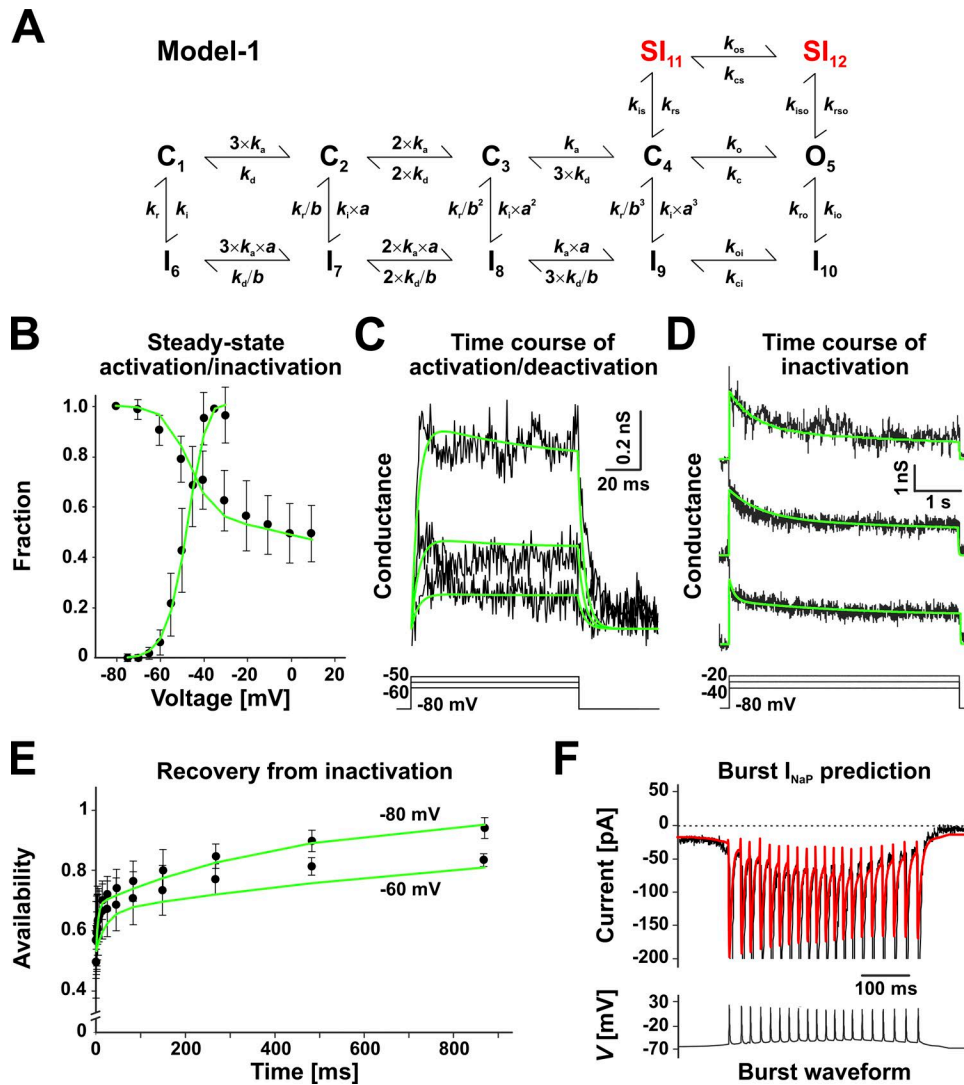 A
Model-1
SI11 kos SI12
kcs
kis krs kiso krso
3×ka 2×ka ka ko
C1 C2 C3 C4 O5
kd 2×kd 3×kd kc
kr ki kr/b ki×a kr/b² ki×a² kr/b³ ki×a³ kro kio
3×ka×a 2×ka×a ka×a koi
I6 I7 I8 I9 I10
kd/b 2×kd/b 3×kd/b kci
B
Steady-state
activation/inactivation
Fraction
1.0
0.8
0.6
0.4
0.2
0
-80 -60 -40 -20 0 20
Voltage [mV]
C
Time course of
activation/deactivation
Conductance
0.2 nS
20 ms
-50
-60
-80 mV
D
Time course of
inactivation
Conductance
1 nS
1 s
-20
-40
-80 mV
E
Recovery from inactivation
Availability
1
0.8
0.6
0.4
0
-80 mV
-60 mV
0 200 400 600 800
Time [ms]
F
Burst INaP prediction
Current [pA]
50
0
-50
-100
-150
-200
100 ms
V [mV]
30
-20
-70
Burst waveform